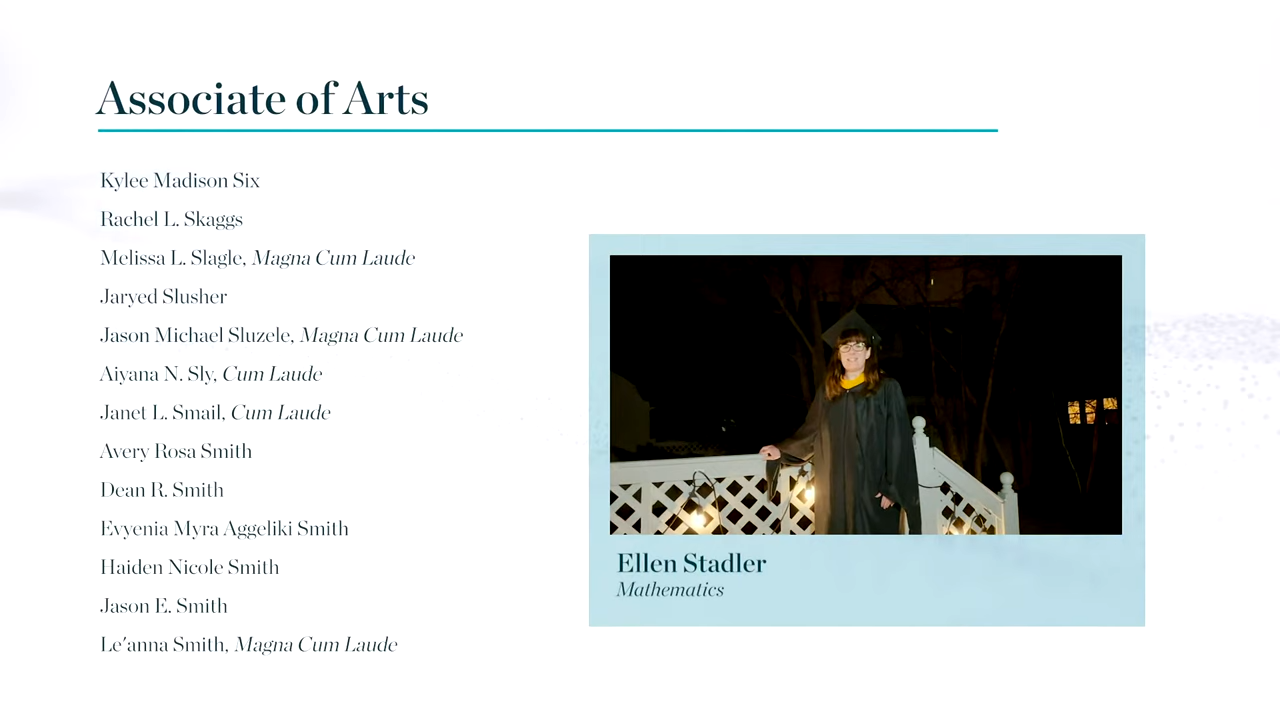 Associate of Arts
Kylee Madison Six
Rachel L. Skaggs
Melissa L. Slagle, Magna Cum Laude
Jaryed Slusher
Jason Michael Sluzele, Magna Cum Laude
Aiyana N. Sly, Cum Laude
Janet L. Smail, Cum Laude
Avery Rosa Smith
Dean R. Smith
Evyenia Myra Aggeliki Smith
Haiden Nicole Smith
Jason E. Smith
Le'anna Smith, Magna Cum Laude
Ellen Stadler
Mathematics